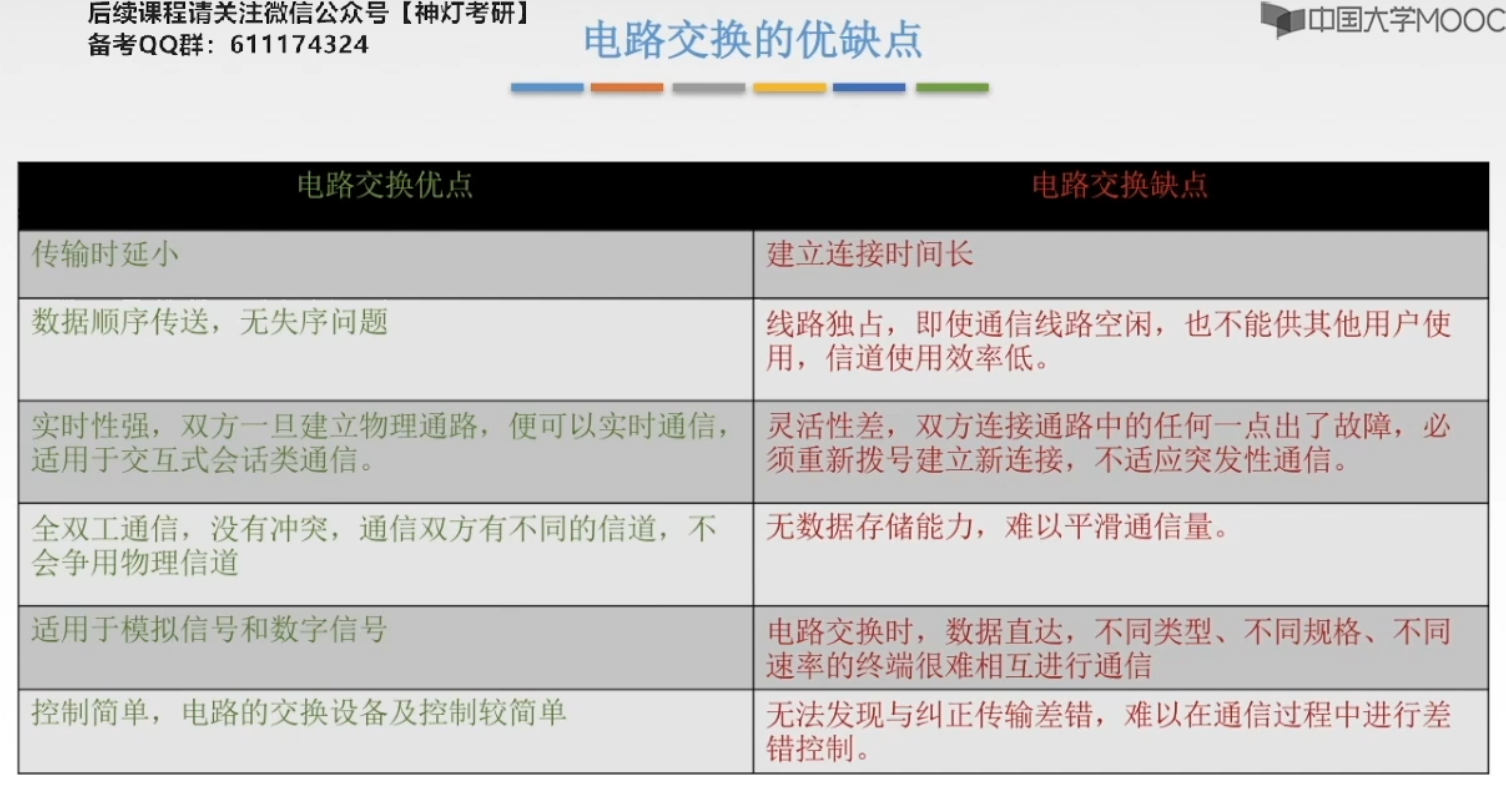 后续课程请关注微信公众号【神灯考研】
备考QQ群：611174324
电路交换的优缺点
中国大学MOOC
电路交换优点
电路交换缺点
传输时延小
建立连接时间长
数据顺序传送，无失序问题
线路独占，即使通信线路空闲，也不能供其他用户使
用，信道使用效率低。
实时性强，双方一旦建立物理通路，便可以实时通信，
适用于交互式会话类通信。
灵活性差，双方连接通路中的任何一点出了故障，必
须重新拨号建立新连接，不适应突发性通信。
全双工通信，没有冲突，通信双方有不同的信道，不
会争用物理信道
无数据存储能力，难以平滑通信量。
适用于模拟信号和数字信号
电路交换时，数据直达，不同类型、不同规格、不同
速率的终端很难相互进行通信
控制简单，电路的交换设备及控制较简单
无法发现与纠正传输差错，难以在通信过程中进行差
错控制。